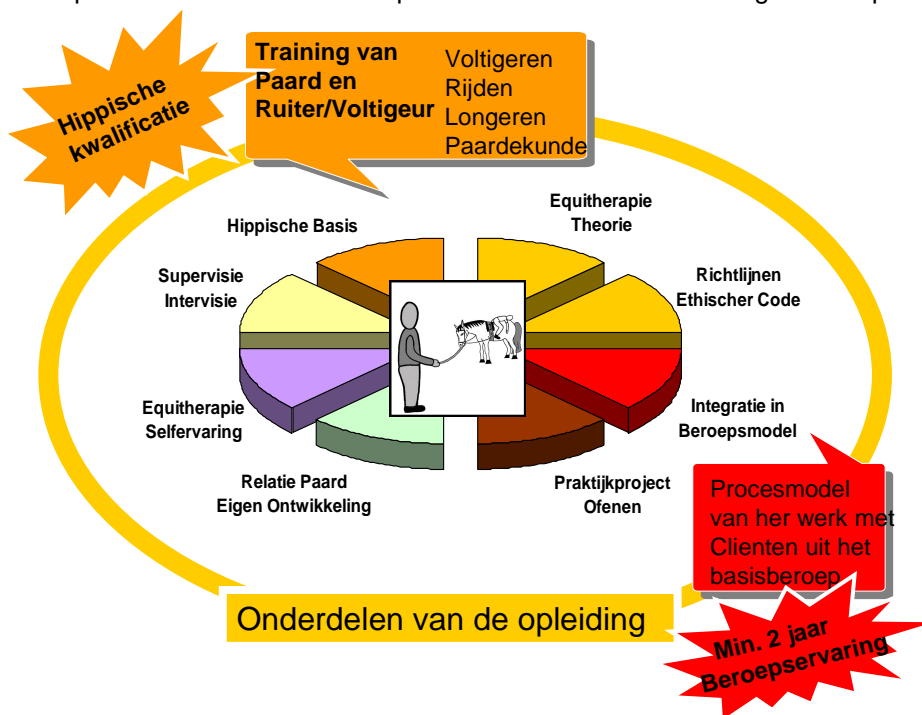 Hippische
kwalificatie
Training van
Paard en
Ruiter/Voltigeur
Voltigeren
Rijden
Longeren
Paardekunde
Hippische Basis
Equitherapie
Theorie
Supervisie
Intervisie
Richtlijnen
Ethischer Code
Equitherapie
Selfervaring
Integratie in
Beroepsmodel
Relatie Paard
Eigen Ontwikkeling
Praktijkproject
Ofenen
Procesmodel
van her werk met
Clienten uit het
basisberoep
Onderdelen van de opleiding
Min. 2 jaar
Beroepservaring